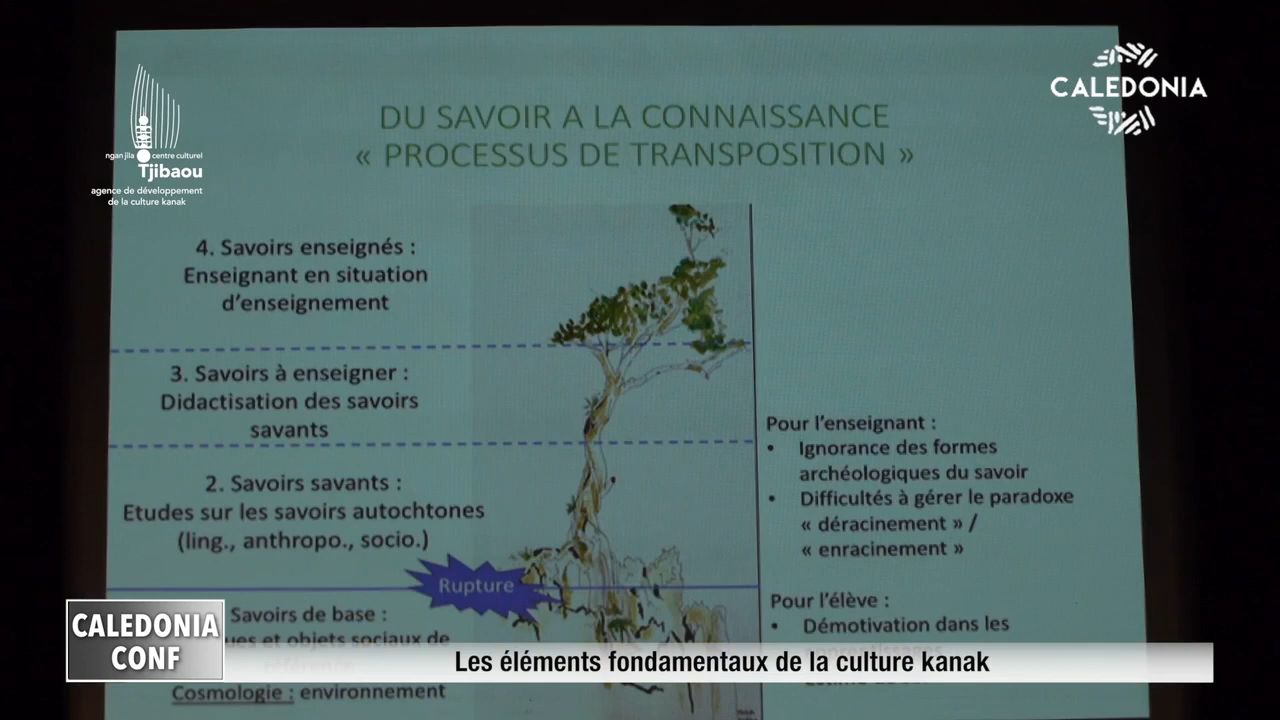 ngan jila centre culturel
Tjibaou
agence de développement
de la culture kanak
CALEDONIA
DU SAVOIR A LA CONNAISSANCE
« PROCESSUS DE TRANSPOSITION »
4. Savoirs enseignés :
Enseignant en situation
d’enseignement
3. Savoirs à enseigner :
Didactisation des savoirs
savants
2. Savoirs savants :
Etudes sur les savoirs autochtones
(ling., anthropo., socio.)
Rupture
Savoirs de base :
et objets sociaux de
Cosmologie : environnement
Pour l’enseignant :
• Ignorance des formes
archéologiques du savoir
• Difficultés à gérer le paradoxe
« déracinement » /
« enracinement »
Pour l’élève :
• Démotivation dans les
CALEDONIA
CONF
Les éléments fondamentaux de la culture kanak